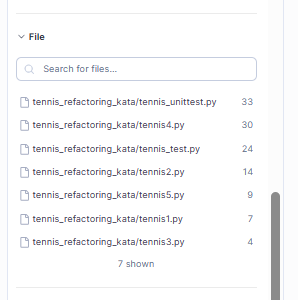 File
Search for files...
tennis_refactoring_kata/tennis_unittest.py 33
tennis_refactoring_kata/tennis4.py 30
tennis_refactoring_kata/tennis_test.py 24
tennis_refactoring_kata/tennis2.py 14
tennis_refactoring_kata/tennis5.py 9
tennis_refactoring_kata/tennis1.py 7
tennis_refactoring_kata/tennis3.py 4
7 shown